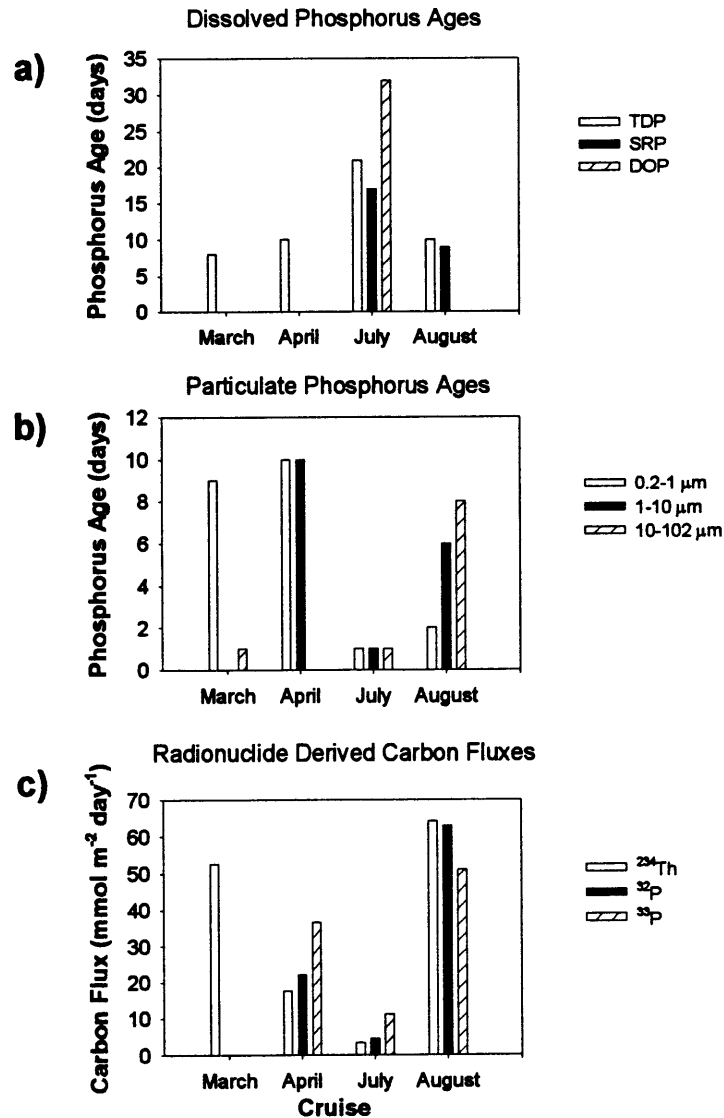 Dissolved Phosphorus Ages
a)
Phosphorus Age (days)
35
30
25
20
15
10
5
0
March April July August
TDP
SRP
DOP
Particulate Phosphorus Ages
b)
Phosphorus Age (days)
12
10
8
6
4
2
0
March April July August
0.2-1 μm
1-10 μm
10-102 μm
Radionuclide Derived Carbon Fluxes
c)
Carbon Flux (mmol m⁻² day⁻¹)
70
60
50
40
30
20
10
0
March April July August
Cruise
²³⁴Th
³²P
³³P